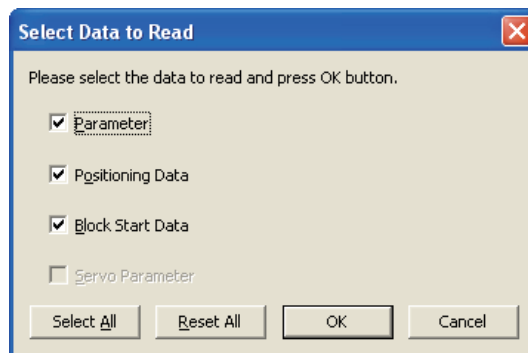 Select Data to Read
Please select the data to read and press OK button.
Parameter
Positioning Data
Block Start Data
Servo Parameter
Select All Reset All OK Cancel